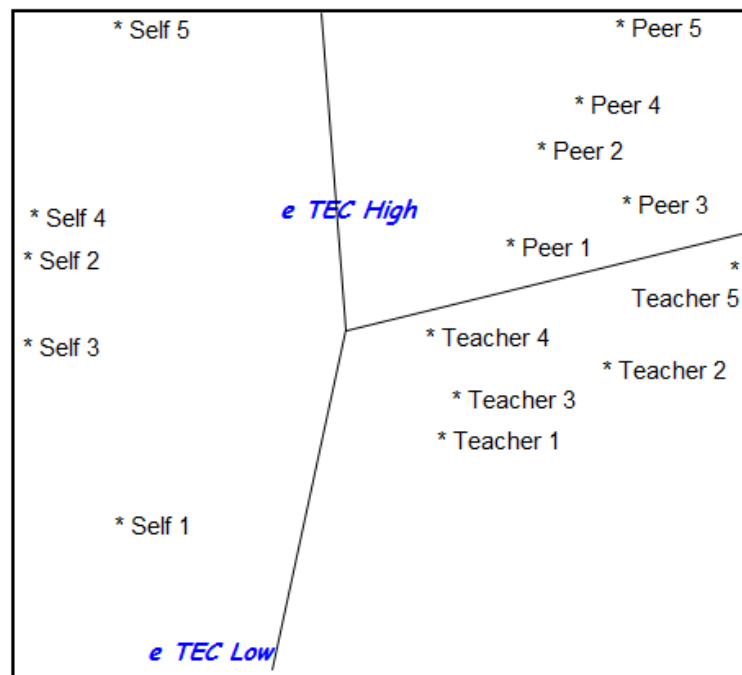 * Self 5
* Peer 5
* Peer 4
* Peer 2
* Peer 3
e TEC High
* Self 4
* Peer 1
* Self 2
*
Teacher 5
* Teacher 4
* Self 3
* Teacher 2
* Teacher 3
* Teacher 1
* Self 1
e TEC Low